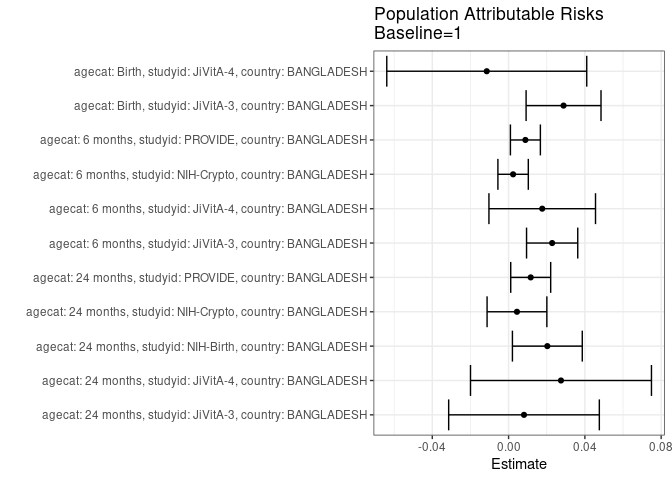 Population Attributable Risks
Baseline=1
agecat: Birth, studyid: JiVitA-4, country: BANGLADESH
agecat: Birth, studyid: JiVitA-3, country: BANGLADESH
agecat: 6 months, studyid: PROVIDE, country: BANGLADESH
agecat: 6 months, studyid: NIH-Crypto, country: BANGLADESH
agecat: 6 months, studyid: JiVitA-4, country: BANGLADESH
agecat: 6 months, studyid: JiVitA-3, country: BANGLADESH
agecat: 24 months, studyid: PROVIDE, country: BANGLADESH
agecat: 24 months, studyid: NIH-Crypto, country: BANGLADESH
agecat: 24 months, studyid: NIH-Birth, country: BANGLADESH
agecat: 24 months, studyid: JiVitA-4, country: BANGLADESH
agecat: 24 months, studyid: JiVitA-3, country: BANGLADESH
-0.04 0.00 0.04 0.08
Estimate